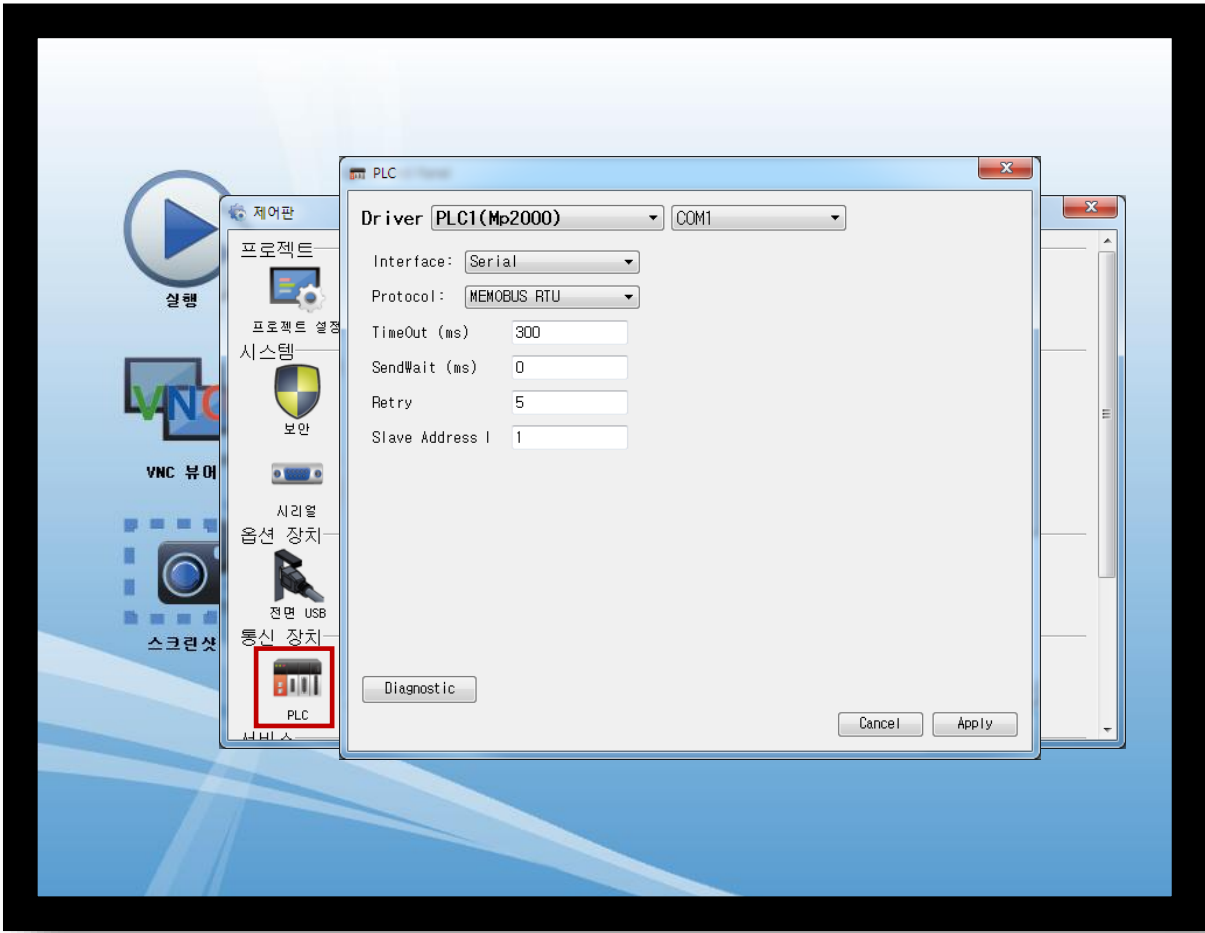 실행
VNC 뷰어
스크린샷
제어판
프로젝트
프로젝트 설정
시스템
보안
시리얼
옵션 장치
전면 USB
통신 장치
PLC
서비스
PLC
Driver PLC1(Mp2000) COM1
Interface: Serial
Protocol: MEMOBUS RTU
TimeOut (ms) 300
SendWait (ms) 0
Retry 5
Slave Address I 1
Diagnostic
Cancel Apply